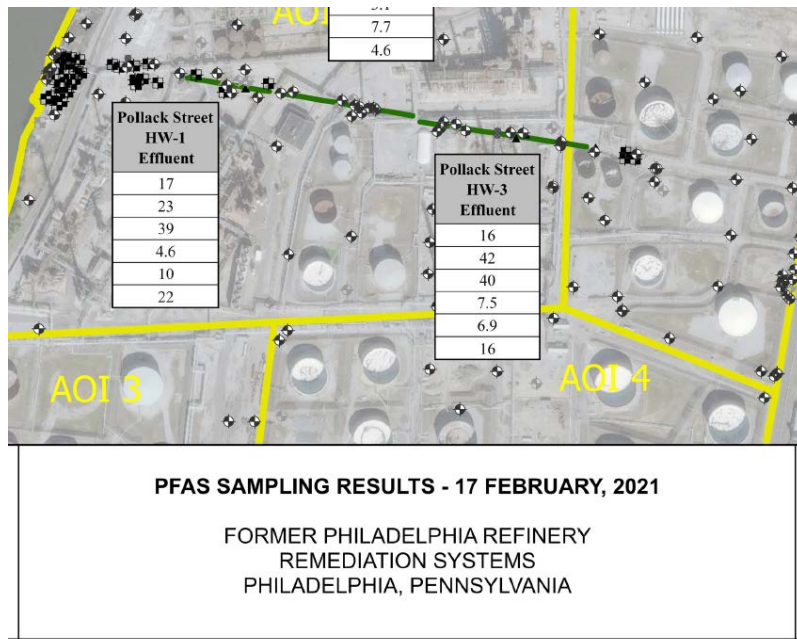 AOI
7.7
4.6
Pollack Street
HW-1
Effluent
17
23
39
4.6
10
22
Pollack Street
HW-3
Effluent
16
42
40
7.5
6.9
16
AOI 3
AOI 4
PFAS SAMPLING RESULTS - 17 FEBRUARY, 2021
FORMER PHILADELPHIA REFINERY
REMEDIATION SYSTEMS
PHILADELPHIA, PENNSYLVANIA